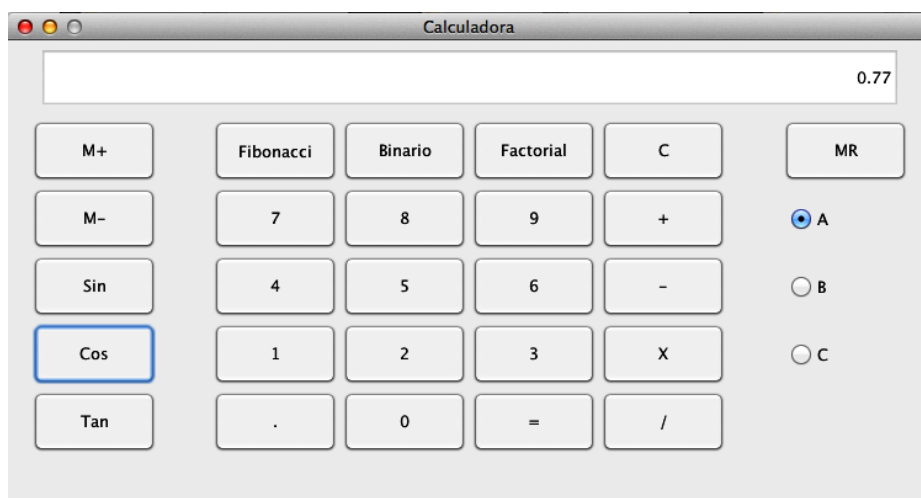 Calculadora
0.77
M+ Fibonacci Binario Factorial C MR
M- 7 8 9 + A
Sin 4 5 6 - B
Cos 1 2 3 X C
Tan . 0 = /